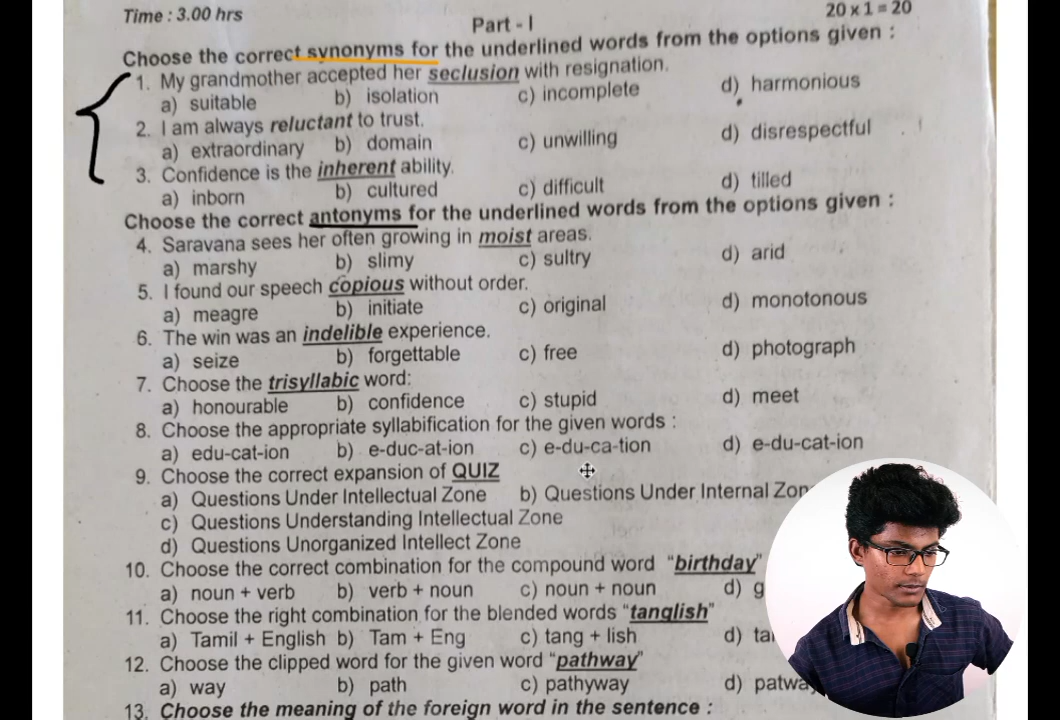 Time : 3.00 hrs
20 x 1 = 20
Part - I
Choose the correct synonyms for the underlined words from the options given :
1. My grandmother accepted her seclusion with resignation.
a) suitable b) isolation c) incomplete d) harmonious
2. I am always reluctant to trust.
a) extraordinary b) domain c) unwilling d) disrespectful
3. Confidence is the inherent ability.
a) inborn b) cultured c) difficult d) tilled
Choose the correct antonyms for the underlined words from the options given :
4. Saravana sees her often growing in moist areas.
a) marshy b) slimy c) sultry d) arid
5. I found our speech copious without order.
a) meagre b) initiate c) original d) monotonous
6. The win was an indelible experience.
a) seize b) forgettable c) free d) photograph
7. Choose the trisyllabic word:
a) honourable b) confidence c) stupid d) meet
8. Choose the appropriate syllabification for the given words :
a) edu-cat-ion b) e-duc-at-ion c) e-du-ca-tion d) e-du-cat-ion
9. Choose the correct expansion of QUIZ
a) Questions Under Intellectual Zone b) Questions Under Internal Zon
c) Questions Understanding Intellectual Zone
d) Questions Unorganized Intellect Zone
10. Choose the correct combination for the compound word "birthday"
a) noun + verb b) verb + noun c) noun + noun d) g
11. Choose the right combination for the blended words "tanglish"
a) Tamil + English b) Tam + Eng c) tang + lish d) ta
12. Choose the clipped word for the given word "pathway"
a) way b) path c) pathyway d) patwa
13. Choose the meaning of the foreign word in the sentence :